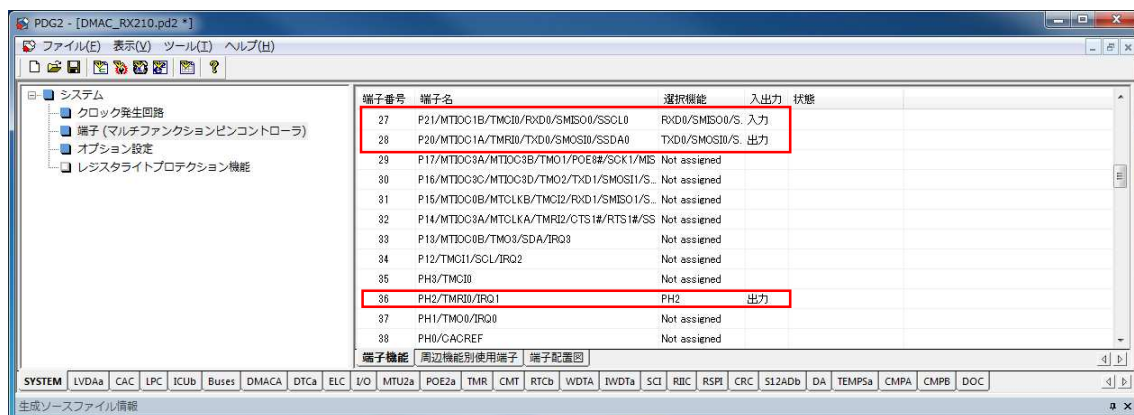 PDG2 - [DMAC_RX210.pd2 *]
ファイル(F) 表示(V) ツール(T) ヘルプ(H)
システム
クロック発生回路
端子 (マルチファンクションピンコントローラ)
オプション設定
レジスタライトプロテクション機能
端子番号 端子名 選択機能 入出力 状態
27 P21/MTIOC1B/TMCI0/RXD0/SMISO0/SSCL0 RXD0/SMISO0/S. 入力
28 P20/MTIOC1A/TMRI0/TXD0/SMOSI0/SSDA0 TXD0/SMOSI0/S. 出力
29 P17/MTIOC3A/MTIOC3B/TMO1/POE8#/SCK1/MIS Not assigned
30 P16/MTIOC3C/MTIOC3D/TMO2/TXD1/SMOSI1/S... Not assigned
31 P15/MTIOC0B/MTCLKB/TMCI2/RXD1/SMISO1/S... Not assigned
32 P14/MTIOC3A/MTCLKA/TMRI2/CTS1#/RTS1#/SS Not assigned
33 P13/MTIOC0B/TMO3/SDA/IRQ3 Not assigned
34 P12/TMCI1/SCL/IRQ2 Not assigned
35 PH3/TMCI0 Not assigned
36 PH2/TMRI0/IRQ1 PH2 出力
37 PH1/TMO0/IRQ0 Not assigned
38 PH0/CACREF Not assigned
端子機能 周辺機能別使用端子 端子配置図
SYSTEM LVDAa CAC LPC ICUb Buses DMACA DTCa ELC I/O MTU2a POE2a TMR CMT RTCb WDTA IWDTa SCI RIIC RSPI CRC S12ADb DA TEMPSa CMPA CMPB DOC
生成ソースファイル情報